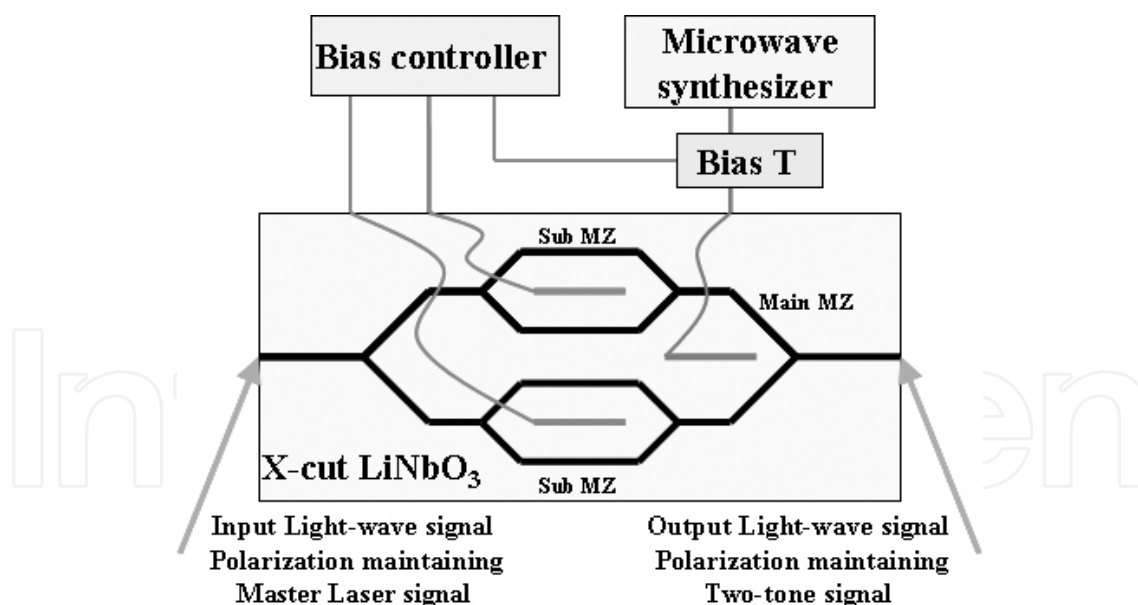 Bias controller
Microwave
synthesizer
Bias T
Sub MZ
Main MZ
X-cut LiNbO₃
Sub MZ
Input Light-wave signal
Polarization maintaining
Master Laser signal
Output Light-wave signal
Polarization maintaining
Two-tone signal